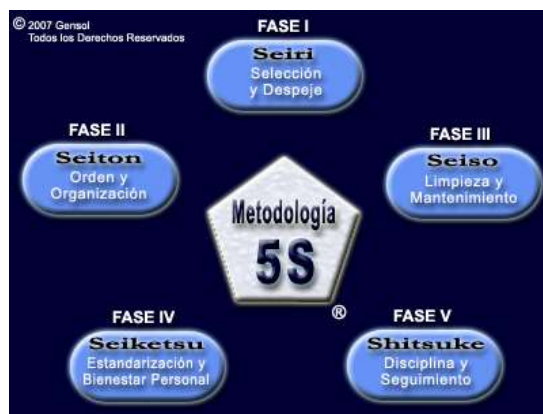 © 2007 Gensol
Todos los Derechos Reservados
FASE I
Seiri
Selección
y Despeje
FASE II
Seiton
Orden y
Organización
FASE III
Seiso
Limpieza y
Mantenimiento
Metodología
5S
®
FASE IV
Seiketsu
Estandarización y
Bienestar Personal
FASE V
Shitsuke
Disciplina y
Seguimiento